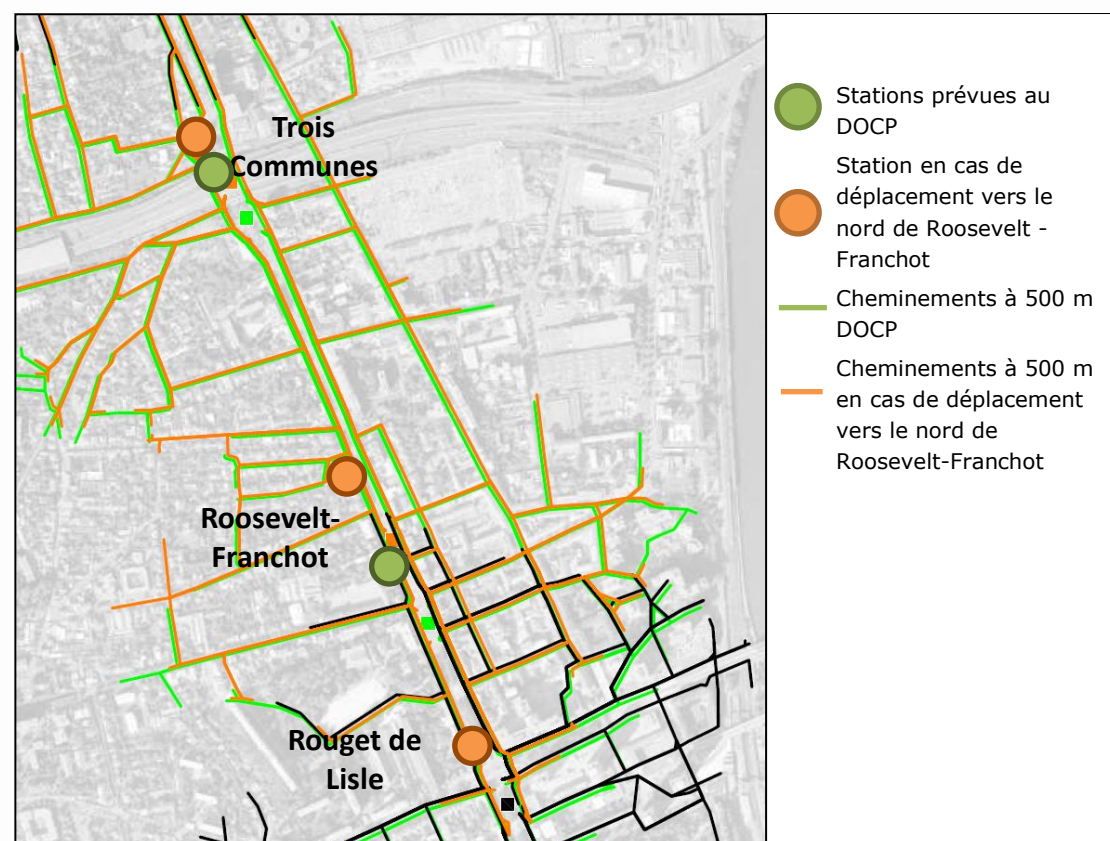 Trois
Communes
Roosevelt-
Franchot
Rouget de
Lisle
Stations prévues au
DOCP
Station en cas de
déplacement vers le
nord de Roosevelt -
Franchot
Cheminements à 500 m
DOCP
Cheminements à 500 m
en cas de déplacement
vers le nord de
Roosevelt-Franchot